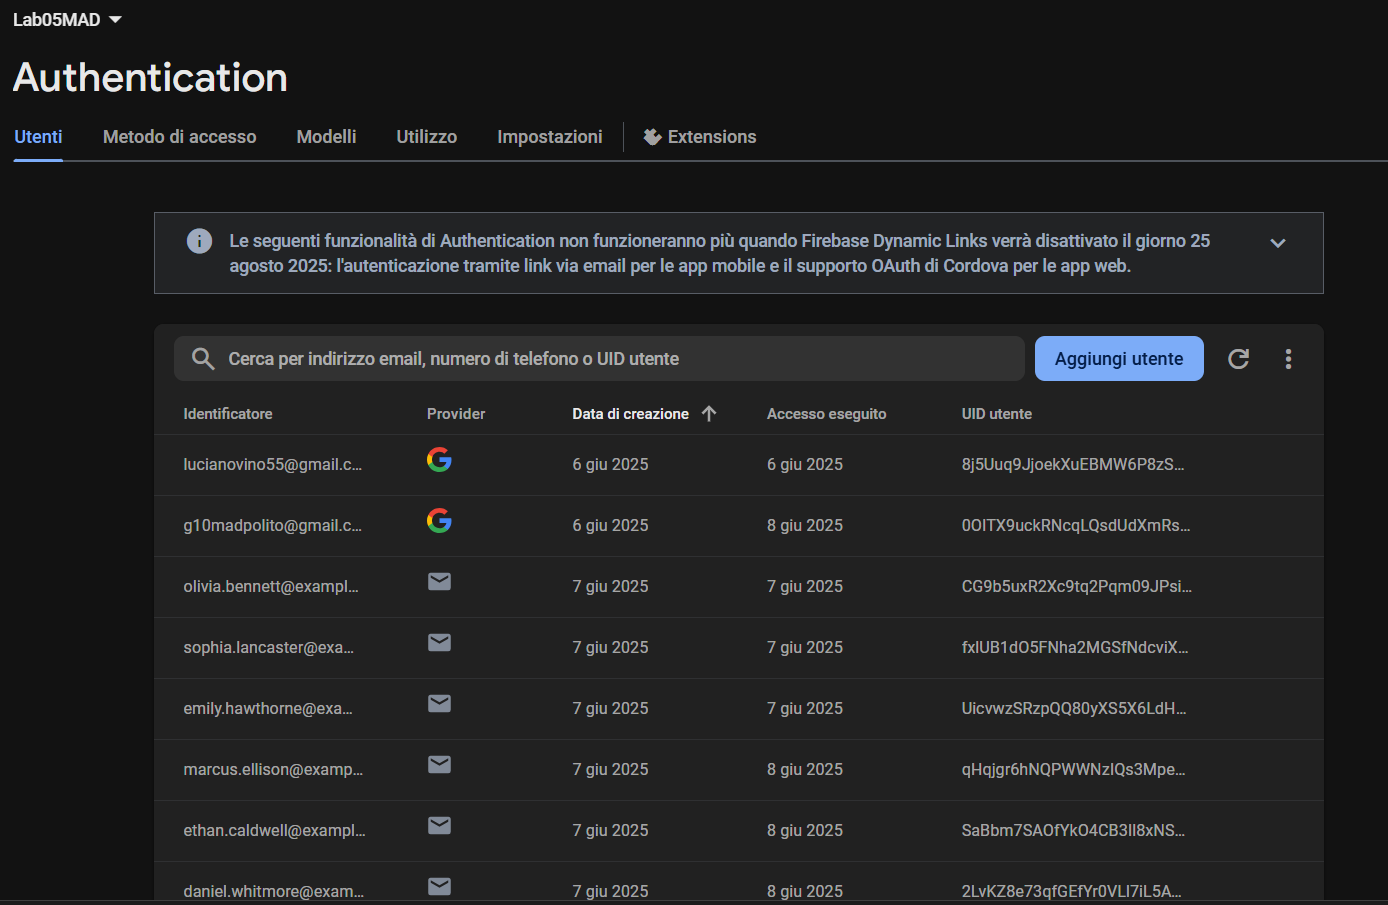 Lab05MAD
Authentication
Utenti Metodo di accesso Modelli Utilizzo Impostazioni Extensions
Le seguenti funzionalità di Authentication non funzioneranno più quando Firebase Dynamic Links verrà disattivato il giorno 25
agosto 2025: l'autenticazione tramite link via email per le app mobile e il supporto OAuth di Cordova per le app web.
Cerca per indirizzo email, numero di telefono o UID utente Aggiungi utente
Identificatore Provider Data di creazione Accesso eseguito UID utente
lucianovino55@gmail.c... 6 giu 2025 6 giu 2025 8j5Uuq9JjoekXuEBMW6P8zS...
g10madpolito@gmail.c... 6 giu 2025 8 giu 2025 0OITX9uckRNcqLQsdUdXmRs...
olivia.bennett@exampl... 7 giu 2025 7 giu 2025 CG9b5uxR2Xc9tq2Pqm09JPsi...
sophia.lancaster@exa... 7 giu 2025 7 giu 2025 fxlUB1dO5FNha2MGSfNdcviX...
emily.hawthorne@exa... 7 giu 2025 7 giu 2025 UicvwzSRzpQQ80yXS5X6LdH...
marcus.ellison@examp... 7 giu 2025 8 giu 2025 qHqjgr6hNQPWWNzIQs3Mpe...
ethan.caldwell@exampl... 7 giu 2025 8 giu 2025 SaBbm7SAOfYkO4CB3Il8xNS...
daniel.whitmore@exam... 7 giu 2025 8 giu 2025 2LvKZ8e73qfGEfYr0VLI7iL5A...